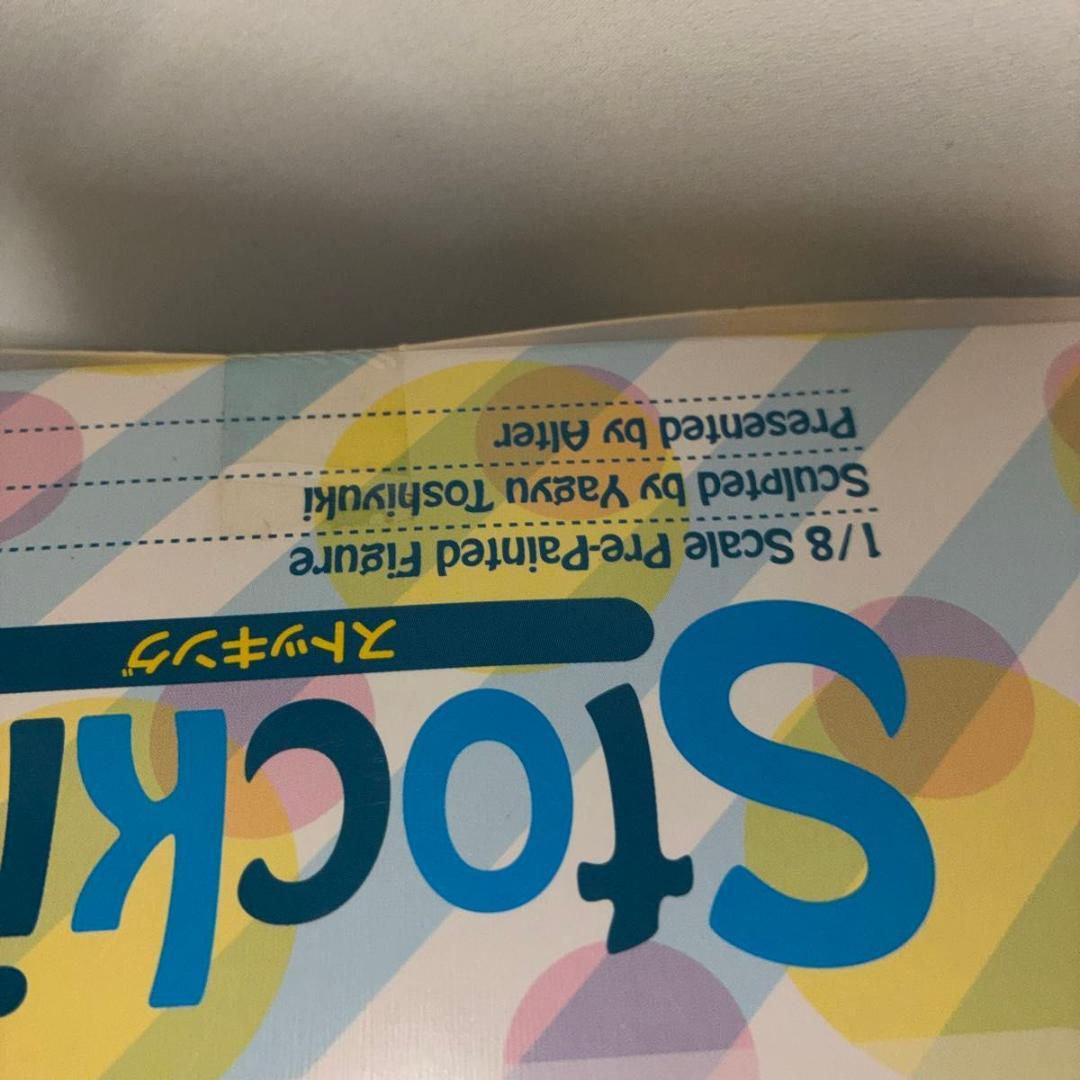 Stocki
ストッキング
1/8 Scale Pre-Painted Figure
Sculpted by Yagyu Toshiyuki
Presented by Alter